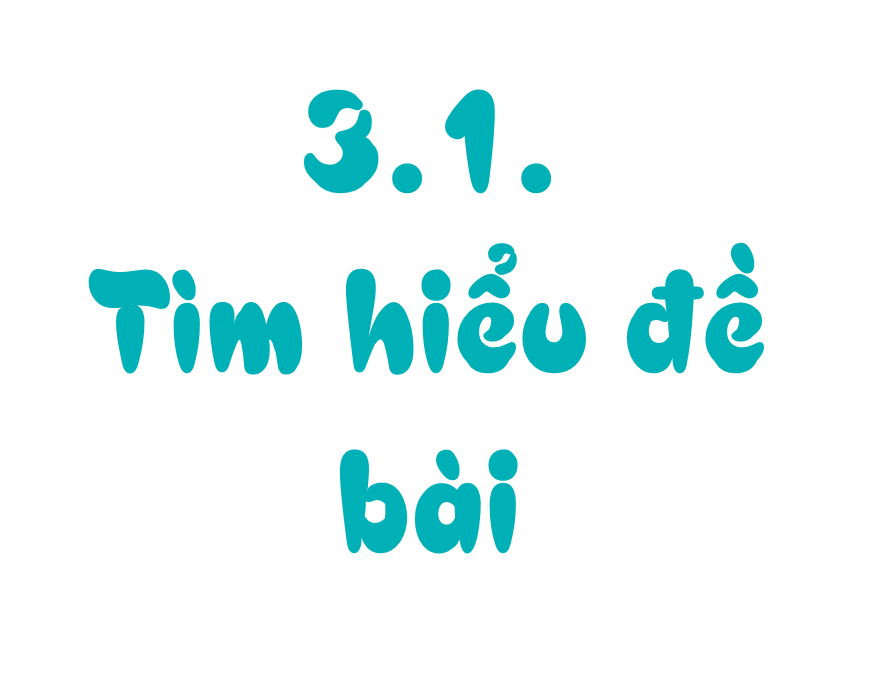 3.1.
Tìm hiểu đề
bài